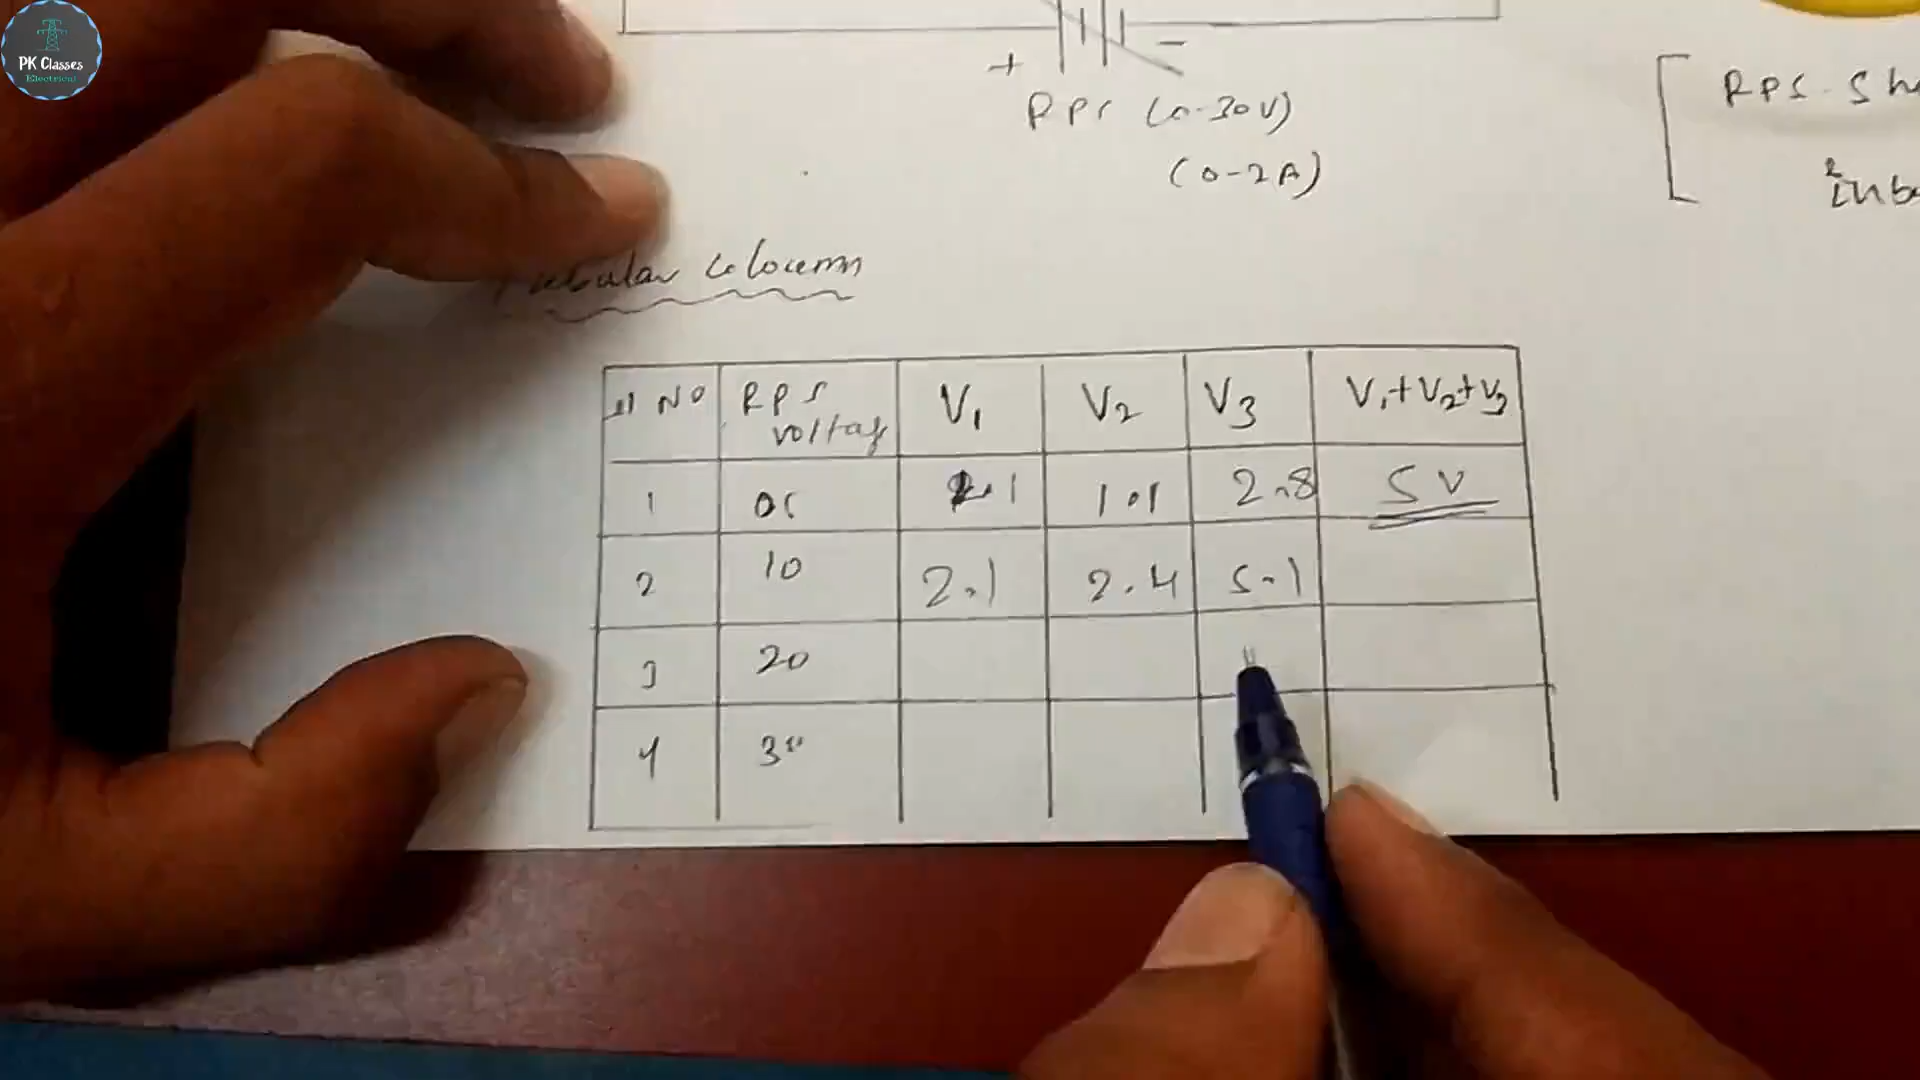 PK Classes
Electrical
+ -
RPS (0-30V)
(0-2A)
RPS - Sh
Tabular Coloumn
Sl NO RPS voltage V1 V2 V3 V1+V2+V3
1 05 1.1 1.1 2.8 5V
2 10 2.1 2.4 5.1
3 20
4 30